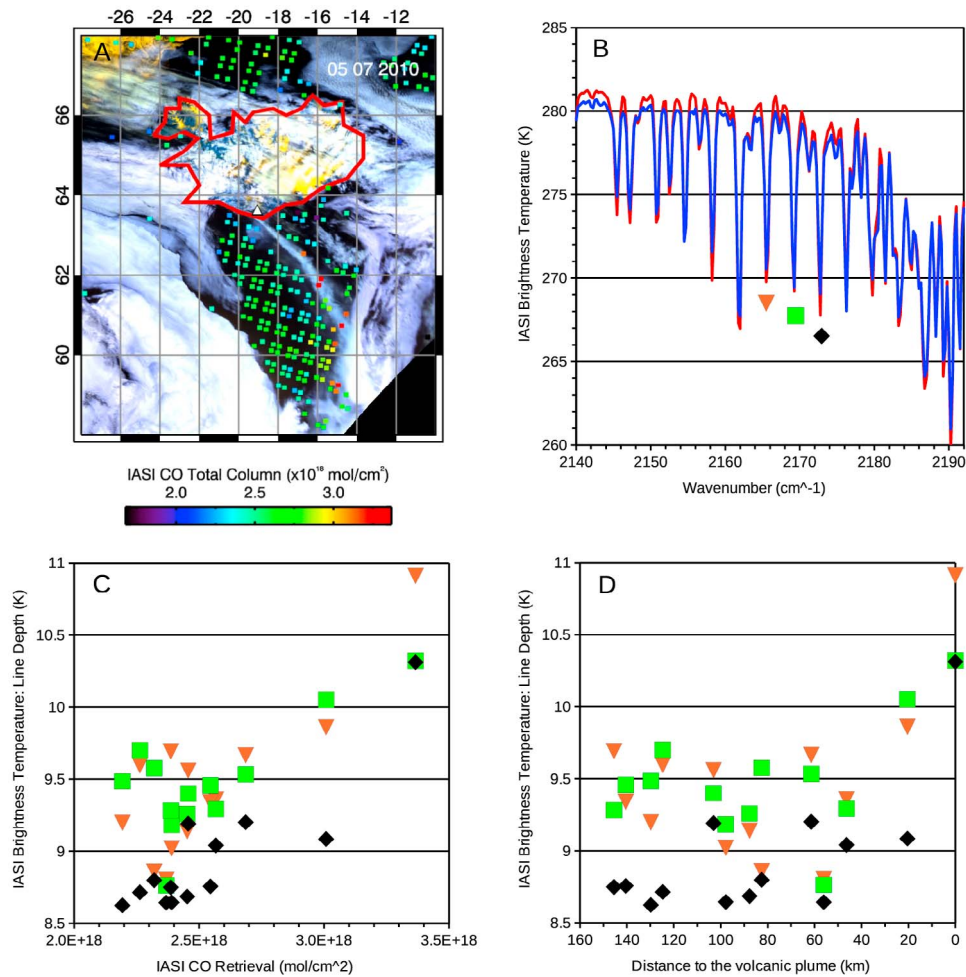 -26 -24 -22 -20 -18 -16 -14 -12
A
05 07 2010
66
64
62
60
IASI CO Total Column (x10¹⁸ mol/cm²)
2.0 2.5 3.0
B
IASI Brightness Temperature (K)
285
280
275
270
265
260
2140 2150 2160 2170 2180 2190
Wavenumber (cm^-1)
C
IASI Brightness Temperature: Line Depth (K)
11
10.5
10
9.5
9
8.5
2.0E+18 2.5E+18 3.0E+18 3.5E+18
IASI CO Retrieval (mol/cm^2)
D
IASI Brightness Temperature: Line Depth (K)
11
10.5
10
9.5
9
8.5
160 140 120 100 80 60 40 20 0
Distance to the volcanic plume (km)